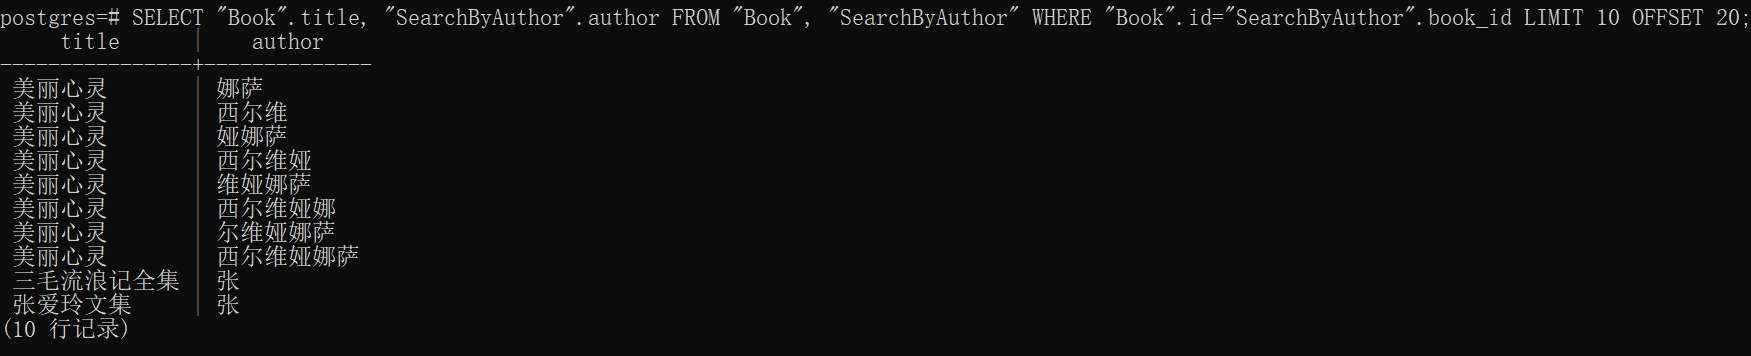 postgres=# SELECT "Book".title, "SearchByAuthor".author FROM "Book", "SearchByAuthor" WHERE "Book".id="SearchByAuthor".book_id LIMIT 10 OFFSET 20;
title | author
----------------+--------------
美丽心灵 | 娜萨
美丽心灵 | 西尔维
美丽心灵 | 娅娜萨
美丽心灵 | 西尔维娅
美丽心灵 | 维娅娜萨
美丽心灵 | 西尔维娅娜
美丽心灵 | 尔维娅娜萨
美丽心灵 | 西尔维娅娜萨
三毛流浪记全集 | 张
张爱玲文集 | 张
(10 行记录)